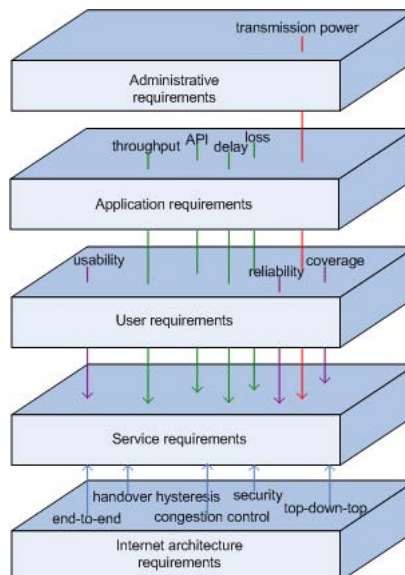 transmission power
Administrative
requirements
loss
API
throughput
delay
Application requirements
usability
coverage
reliability
User requirements
Service requirements
handover hysteresis
security
end-to-end
congestion control
top-down-top
Internet architecture
requirements